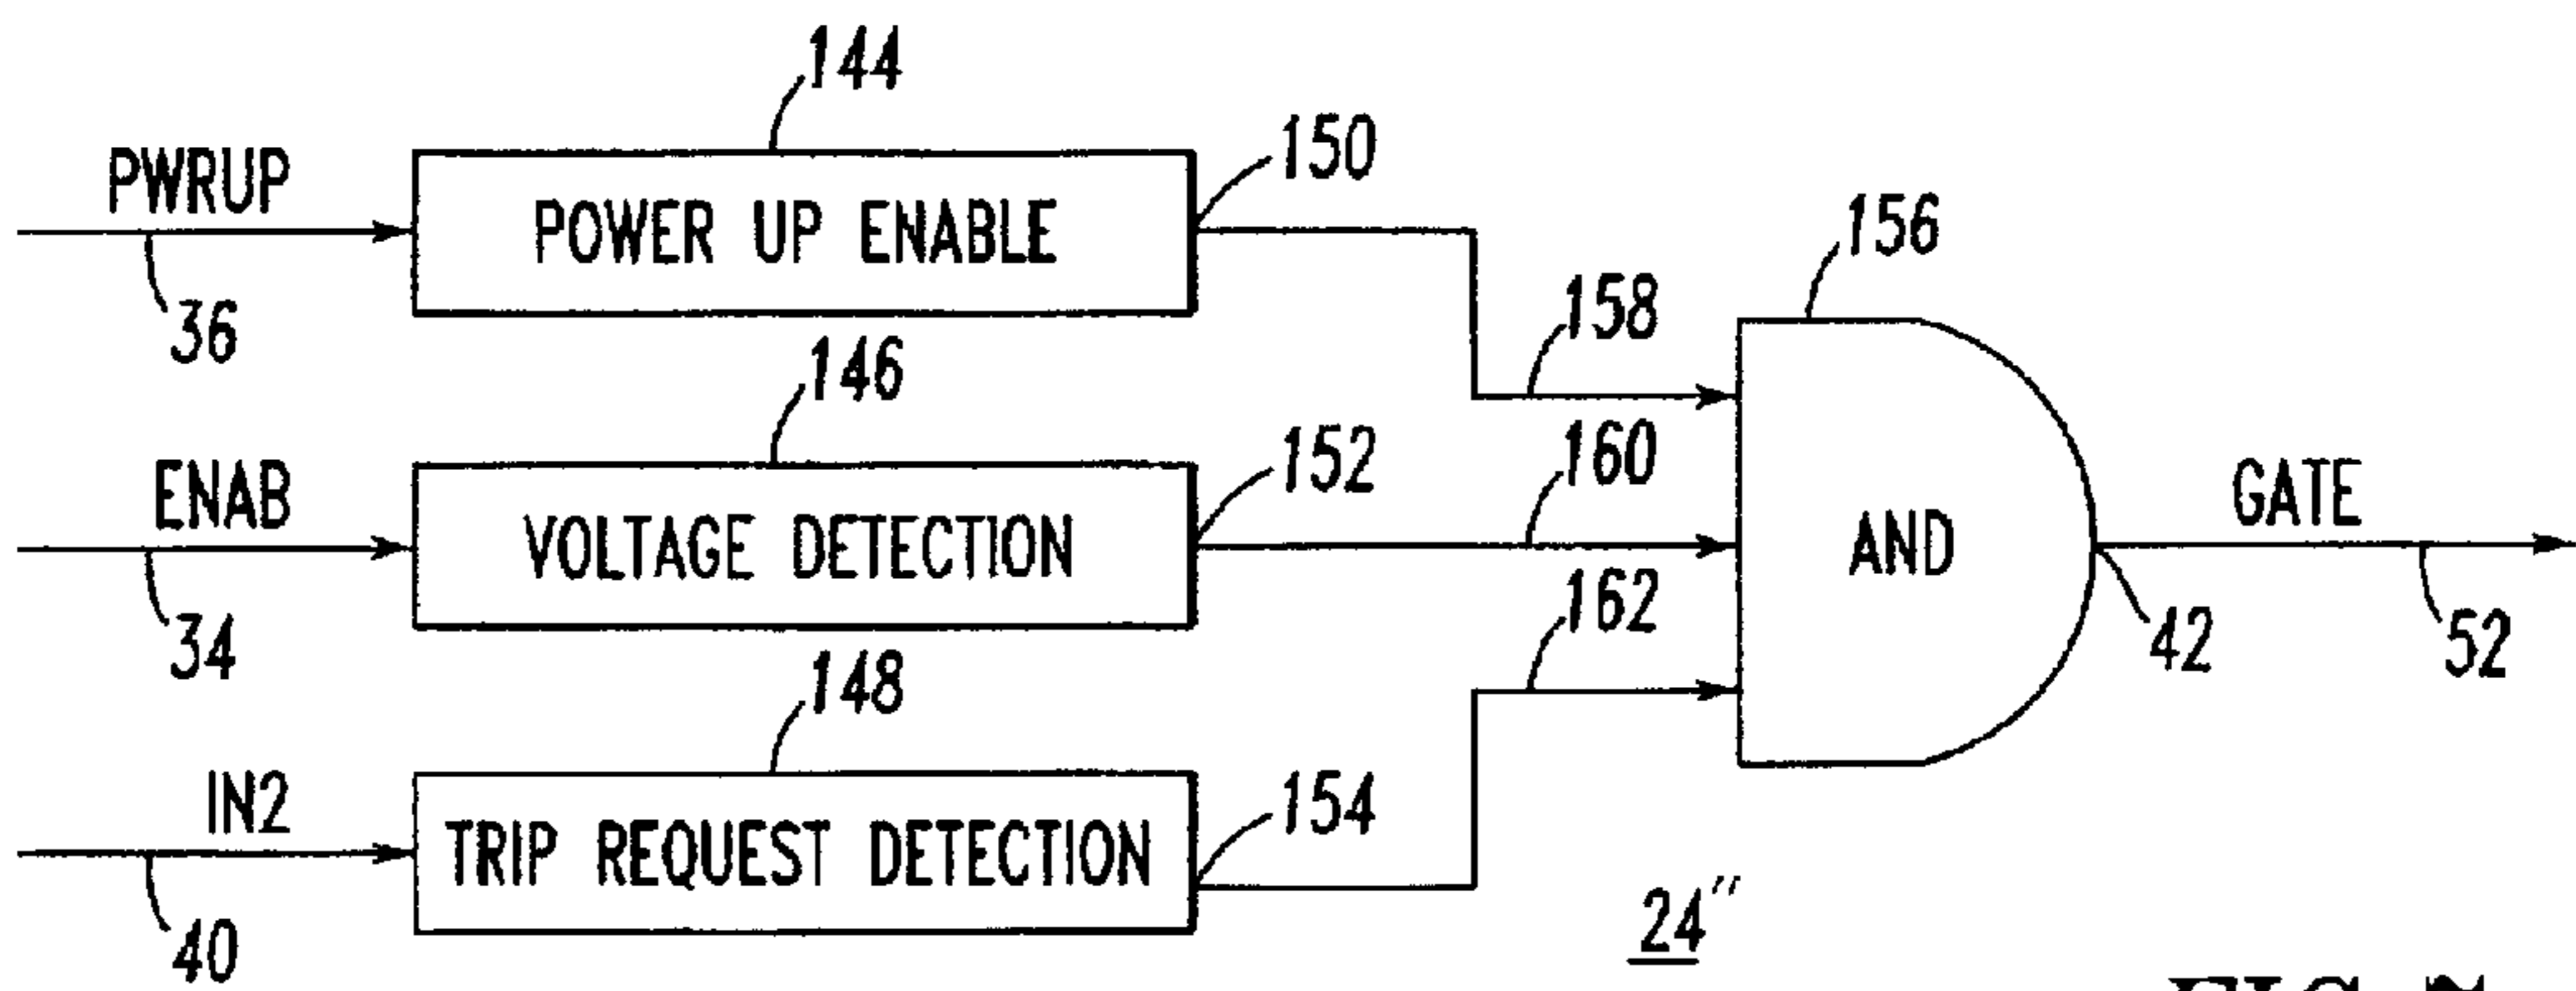 144
PWRUP
POWER UP ENABLE
150
36
156
158
146
ENAB
VOLTAGE DETECTION
152
160
AND
GATE
34
162
42
52
148
IN2
TRIP REQUEST DETECTION
154
40
24''